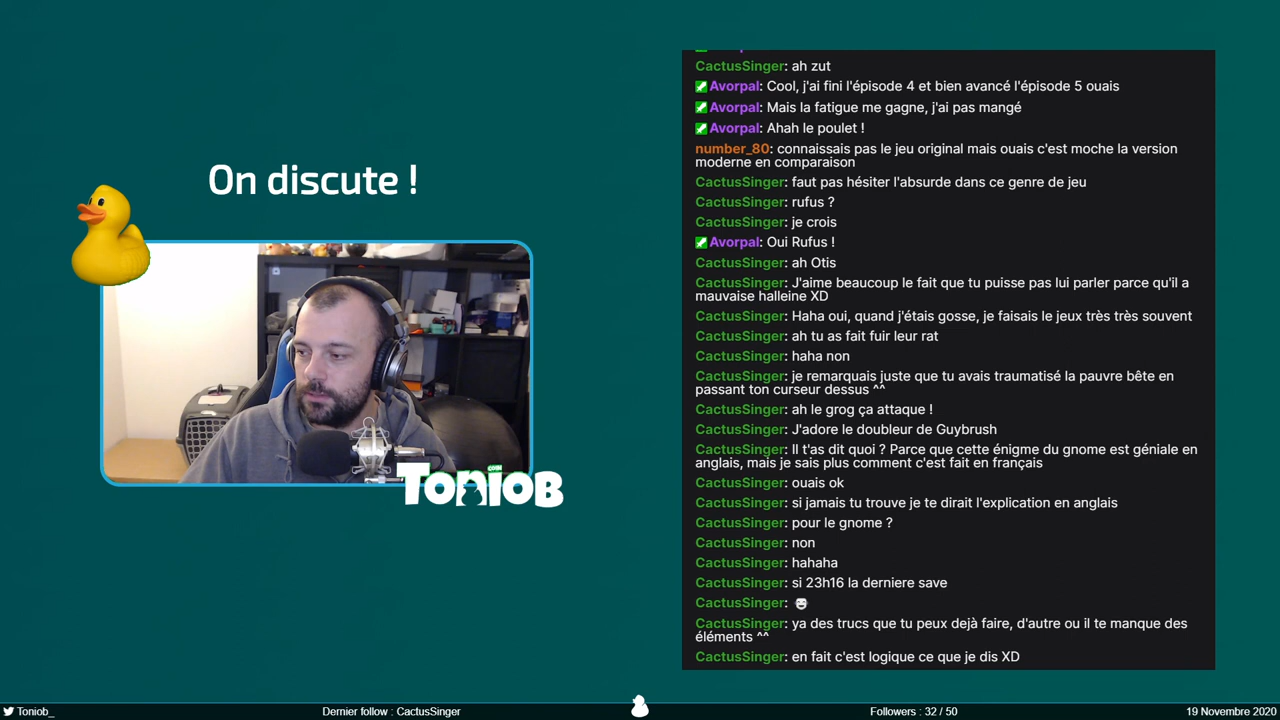 On discute !
COIN
TONIOB
CactusSinger: ah zut
Avorpal: Cool, j'ai fini l'épisode 4 et bien avancé l'épisode 5 ouais
Avorpal: Mais la fatigue me gagne, j'ai pas mangé
Avorpal: Ahah le poulet !
number_80: connaissais pas le jeu original mais ouais c'est moche la version
moderne en comparaison
CactusSinger: faut pas hésiter l'absurde dans ce genre de jeu
CactusSinger: rufus ?
CactusSinger: je crois
Avorpal: Oui Rufus !
CactusSinger: ah Otis
CactusSinger: J'aime beaucoup le fait que tu puisse pas lui parler parce qu'il a
mauvaise halleine XD
CactusSinger: Haha oui, quand j'étais gosse, je faisais le jeux très très souvent
CactusSinger: ah tu as fait fuir leur rat
CactusSinger: haha non
CactusSinger: je remarquais juste que tu avais traumatisé la pauvre bête en
passant ton curseur dessus ^^
CactusSinger: ah le grog ça attaque !
CactusSinger: J'adore le doubleur de Guybrush
CactusSinger: Il t'as dit quoi ? Parce que cette énigme du gnome est géniale en
anglais, mais je sais plus comment c'est fait en français
CactusSinger: ouais ok
CactusSinger: si jamais tu trouve je te dirait l'explication en anglais
CactusSinger: pour le gnome ?
CactusSinger: non
CactusSinger: hahaha
CactusSinger: si 23h16 la derniere save
CactusSinger:
CactusSinger: ya des trucs que tu peux dejà faire, d'autre ou il te manque des
éléments ^^
CactusSinger: en fait c'est logique ce que je dis XD
Toniob_
Dernier follow : CactusSinger
Followers : 32 / 50
19 Novembre 2020